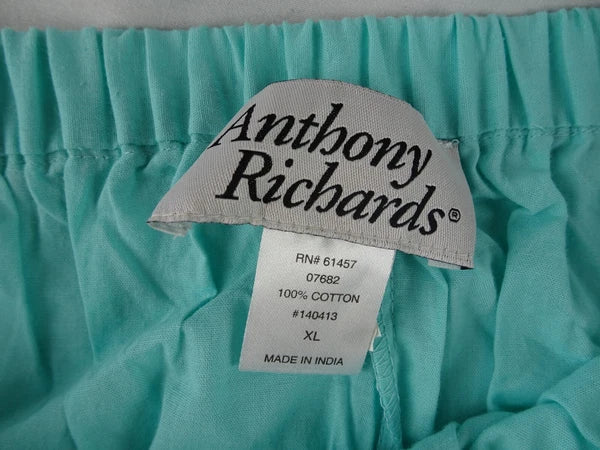 Anthony
Richards®
RN# 61457
07682
100% COTTON
#140413
XL
MADE IN INDIA